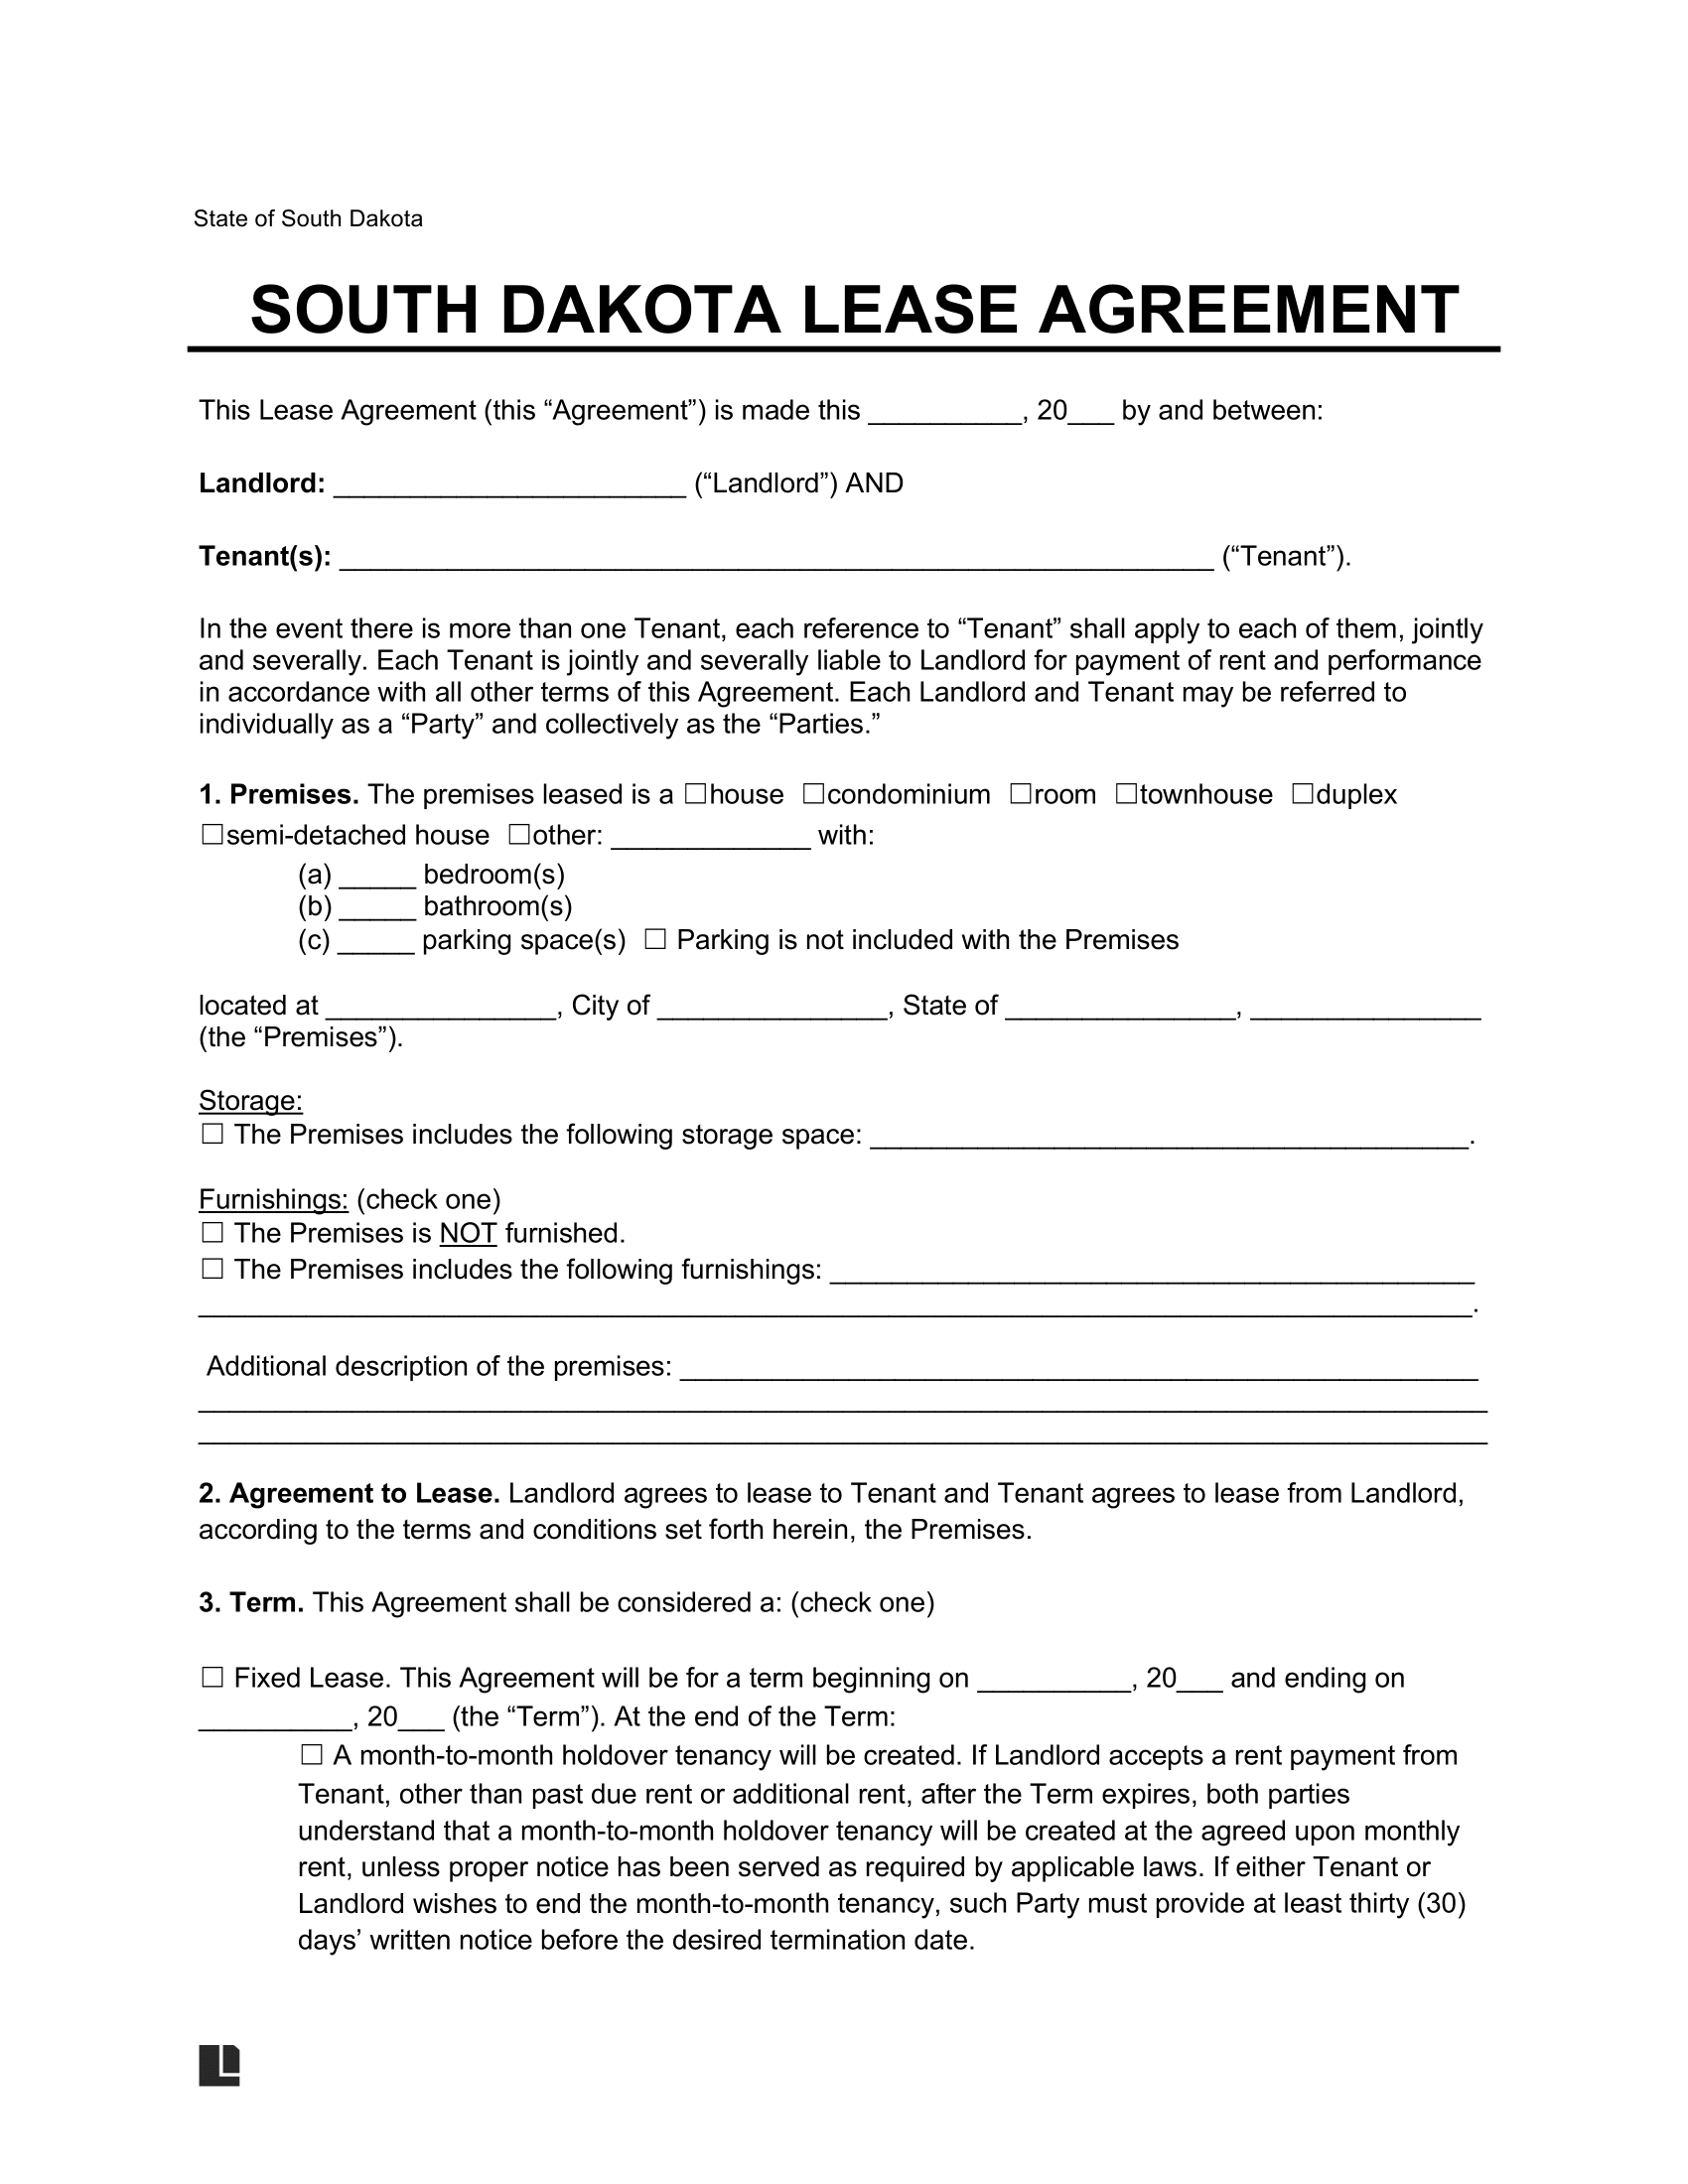 State of South Dakota
SOUTH DAKOTA LEASE AGREEMENT
This Lease Agreement (this “Agreement”) is made this __________, 20___ by and between:
Landlord: _______________________ (“Landlord”) AND
Tenant(s): _________________________________________________________ (“Tenant”).
In the event there is more than one Tenant, each reference to “Tenant” shall apply to each of them, jointly
and severally. Each Tenant is jointly and severally liable to Landlord for payment of rent and performance
in accordance with all other terms of this Agreement. Each Landlord and Tenant may be referred to
individually as a “Party” and collectively as the “Parties.”
1. Premises. The premises leased is a ☐house ☐condominium ☐room ☐townhouse ☐duplex
☐semi-detached house ☐other: _____________ with:
(a) _____ bedroom(s)
(b) _____ bathroom(s)
(c) _____ parking space(s) ☐ Parking is not included with the Premises
located at _______________, City of _______________, State of _______________, _______________
(the “Premises”).
Storage:
☐ The Premises includes the following storage space: _______________________________________.
Furnishings: (check one)
☐ The Premises is NOT furnished.
☐ The Premises includes the following furnishings: __________________________________________
___________________________________________________________________________________.
Additional description of the premises: ____________________________________________________
____________________________________________________________________________________
____________________________________________________________________________________
2. Agreement to Lease. Landlord agrees to lease to Tenant and Tenant agrees to lease from Landlord,
according to the terms and conditions set forth herein, the Premises.
3. Term. This Agreement shall be considered a: (check one)
☐ Fixed Lease. This Agreement will be for a term beginning on __________, 20___ and ending on
__________, 20___ (the “Term”). At the end of the Term:
☐ A month-to-month holdover tenancy will be created. If Landlord accepts a rent payment from
Tenant, other than past due rent or additional rent, after the Term expires, both parties
understand that a month-to-month holdover tenancy will be created at the agreed upon monthly
rent, unless proper notice has been served as required by applicable laws. If either Tenant or
Landlord wishes to end the month-to-month tenancy, such Party must provide at least thirty (30)
days’ written notice before the desired termination date.